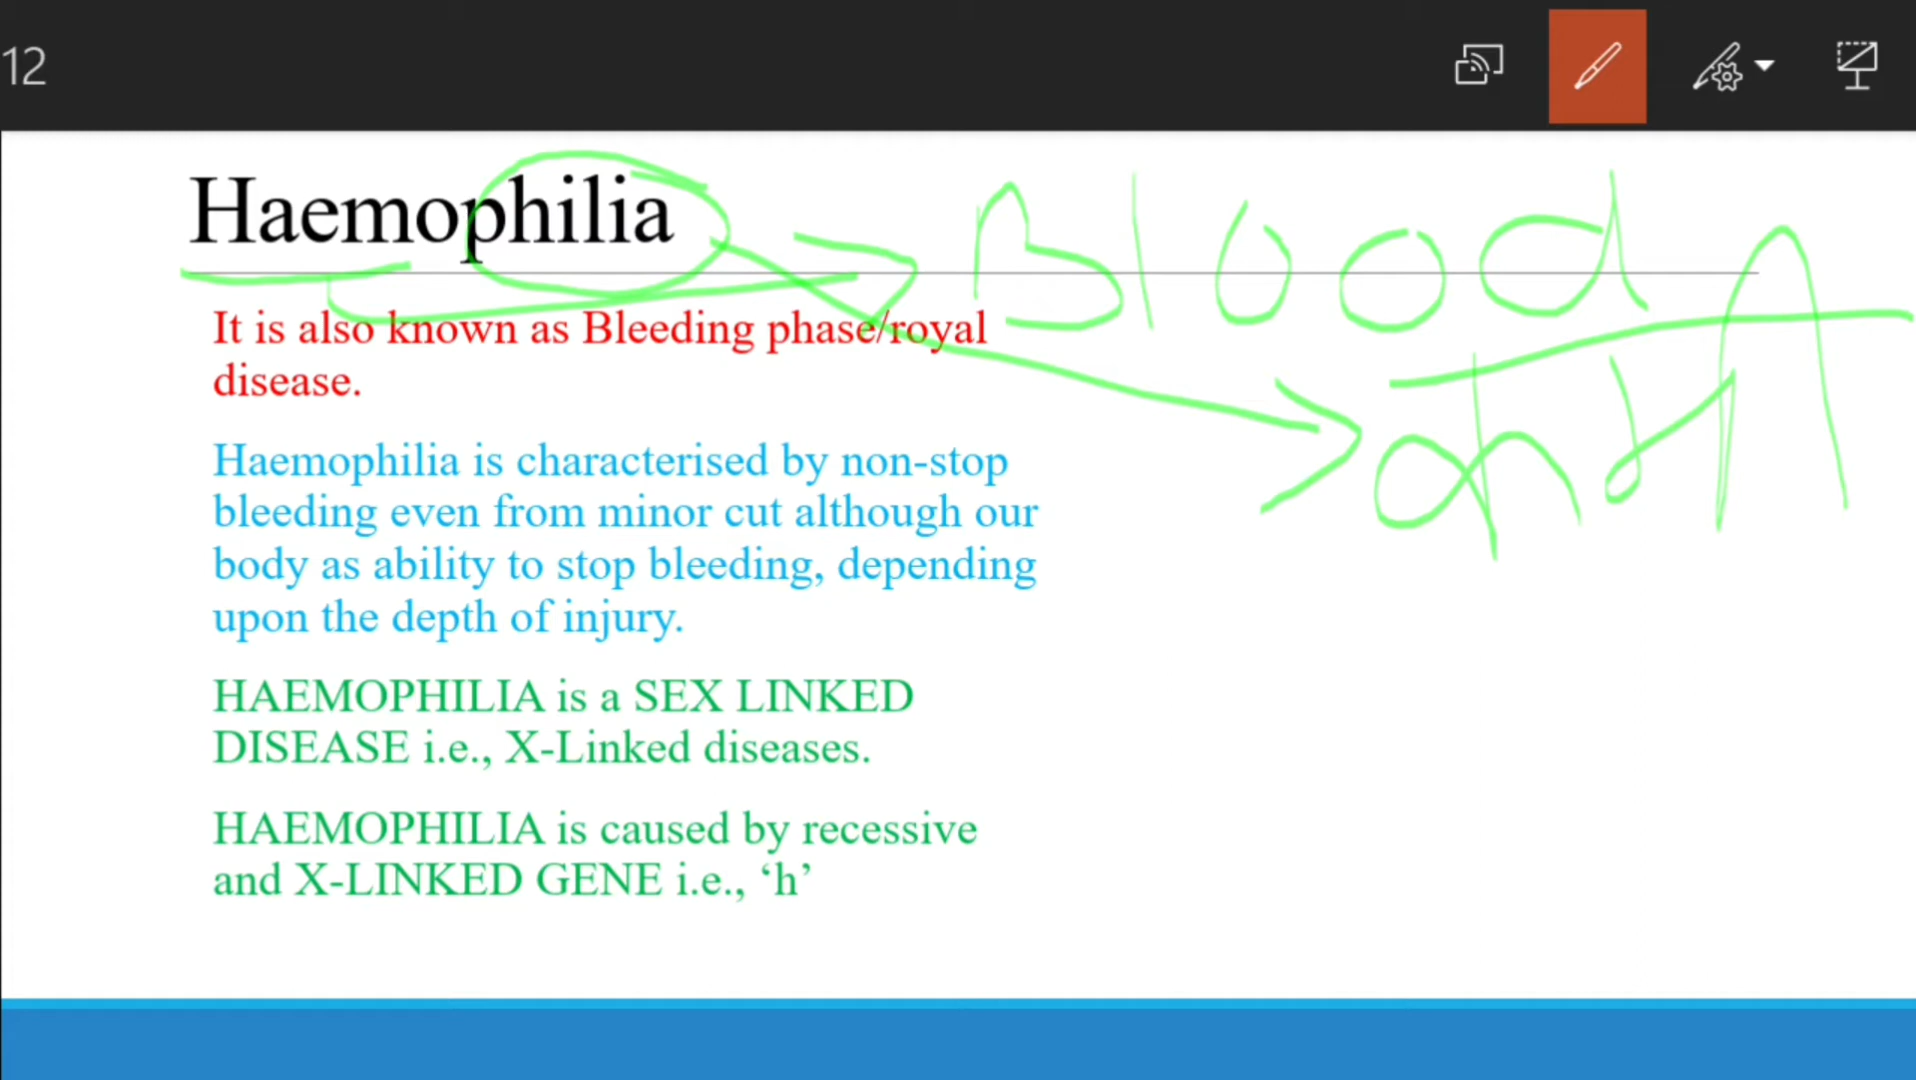 12
Haemophilia
Blood
It is also known as Bleeding phase/royal
disease.
Haemophilia is characterised by non-stop
bleeding even from minor cut although our
body as ability to stop bleeding, depending
upon the depth of injury.
HAEMOPHILIA is a SEX LINKED
DISEASE i.e., X-Linked diseases.
HAEMOPHILIA is caused by recessive
and X-LINKED GENE i.e., ‘h’